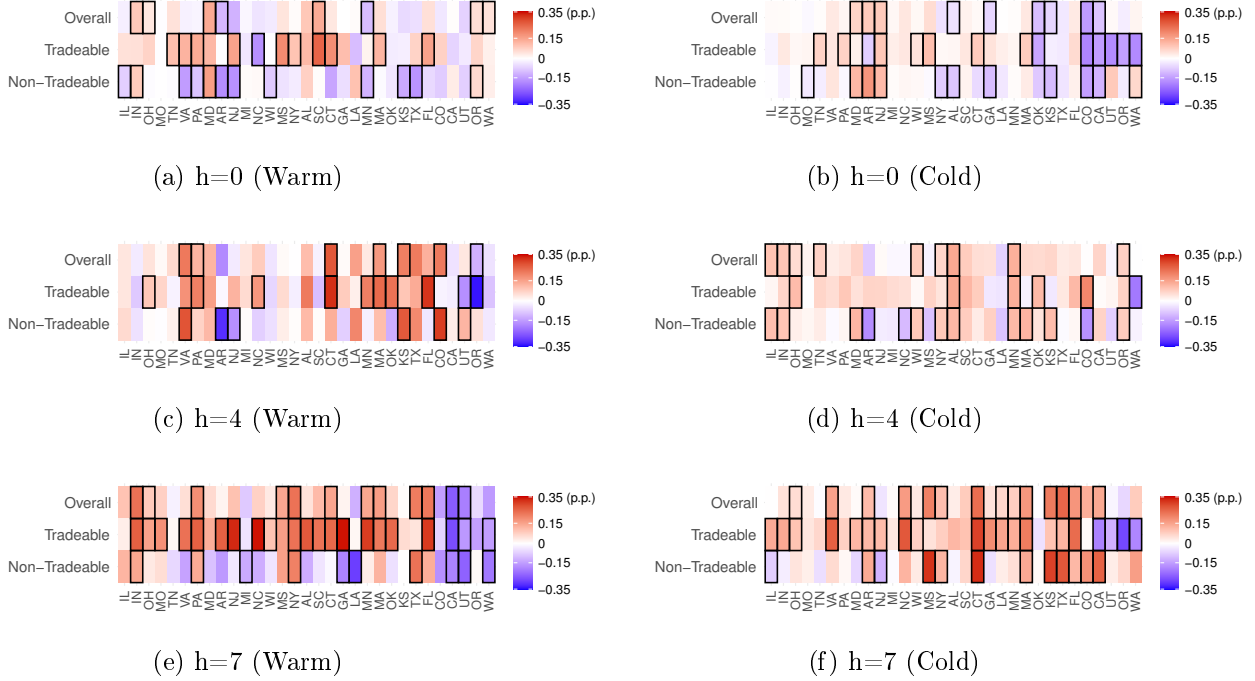 Overall
Tradeable
Non−Tradeable
IL IN OH MO TN VA PA MD AR NJ MI NC WI MS NY AL SC CT GA LA MN MA OK KS TX FL CO CA UT OR WA
0.35 (p.p.)
0.15
0
−0.15
−0.35
(a) h=0 (Warm)
Overall
Tradeable
Non−Tradeable
IL IN OH MO TN VA PA MD AR NJ MI NC WI MS NY AL SC CT GA LA MN MA OK KS TX FL CO CA UT OR WA
0.35 (p.p.)
0.15
0
−0.15
−0.35
(b) h=0 (Cold)
Overall
Tradeable
Non−Tradeable
IL IN OH MO TN VA PA MD AR NJ MI NC WI MS NY AL SC CT GA LA MN MA OK KS TX FL CO CA UT OR WA
0.35 (p.p.)
0.15
0
−0.15
−0.35
(c) h=4 (Warm)
Overall
Tradeable
Non−Tradeable
IL IN OH MO TN VA PA MD AR NJ MI NC WI MS NY AL SC CT GA LA MN MA OK KS TX FL CO CA UT OR WA
0.35 (p.p.)
0.15
0
−0.15
−0.35
(d) h=4 (Cold)
Overall
Tradeable
Non−Tradeable
IL IN OH MO TN VA PA MD AR NJ MI NC WI MS NY AL SC CT GA LA MN MA OK KS TX FL CO CA UT OR WA
0.35 (p.p.)
0.15
0
−0.15
−0.35
(e) h=7 (Warm)
Overall
Tradeable
Non−Tradeable
IL IN OH MO TN VA PA MD AR NJ MI NC WI MS NY AL SC CT GA LA MN MA OK KS TX FL CO CA UT OR WA
0.35 (p.p.)
0.15
0
−0.15
−0.35
(f) h=7 (Cold)